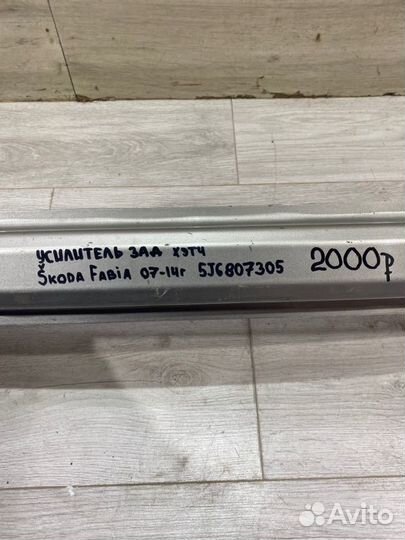 УСИЛИТЕЛЬ ЗАД ХЭТЧ
ŠKODA FABIA 07-14г 5J6807305
2000р
Avito